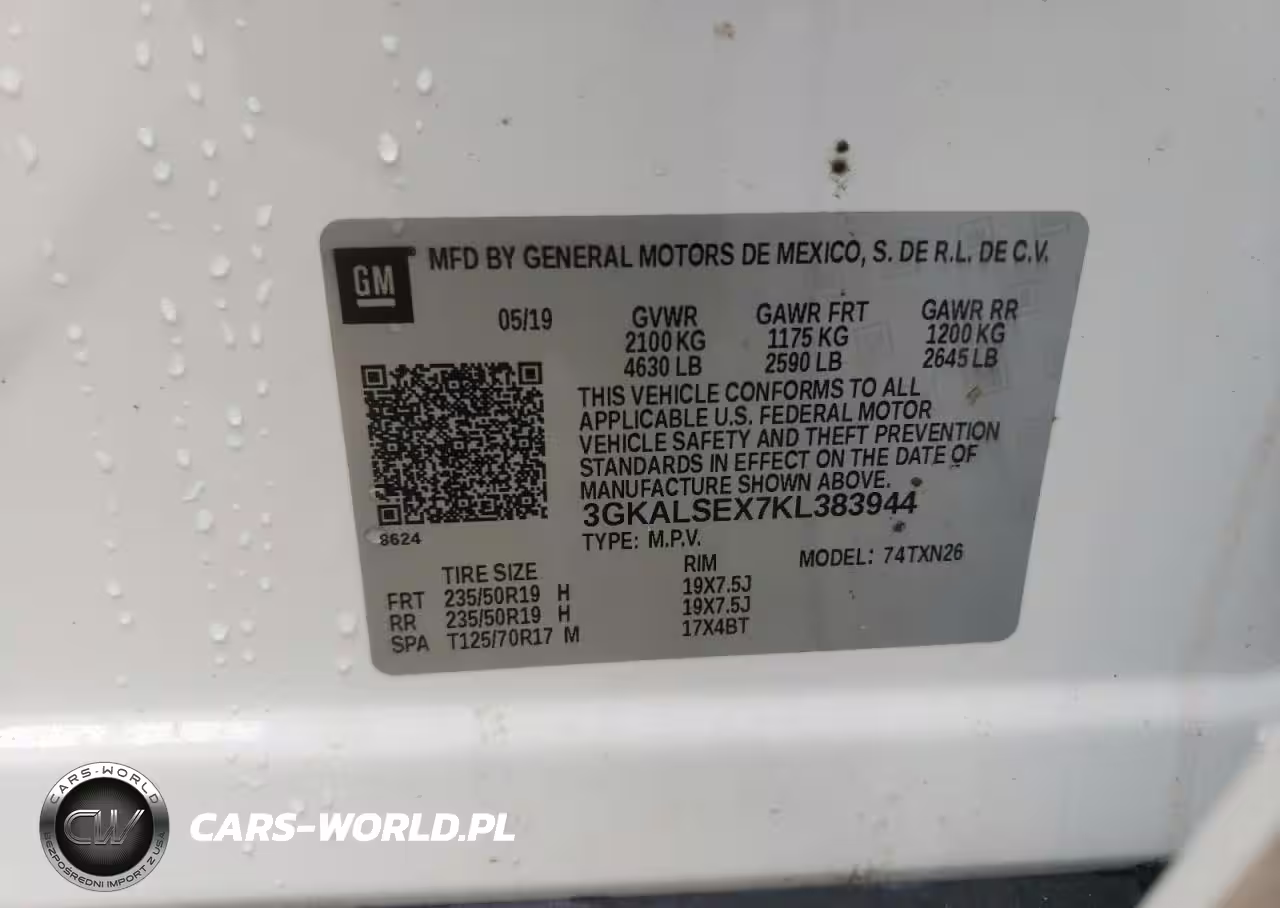 GM
MFD BY GENERAL MOTORS DE MEXICO, S. DE R.L. DE C.V.
05/19 GVWR GAWR FRT GAWR RR
2100 KG 1175 KG 1200 KG
4630 LB 2590 LB 2645 LB
THIS VEHICLE CONFORMS TO ALL
APPLICABLE U.S. FEDERAL MOTOR
VEHICLE SAFETY AND THEFT PREVENTION
STANDARDS IN EFFECT ON THE DATE OF
MANUFACTURE SHOWN ABOVE.
3GKALSEX7KL383944
8624
TYPE: M.P.V. MODEL: 74TXN26
TIRE SIZE RIM
FRT 235/50R19 H 19X7.5J
RR 235/50R19 H 19X7.5J
SPA T125/70R17 M 17X4BT
CARS-WORLD
CW
BEZPOŚREDNI IMPORT Z USA
CARS-WORLD.PL